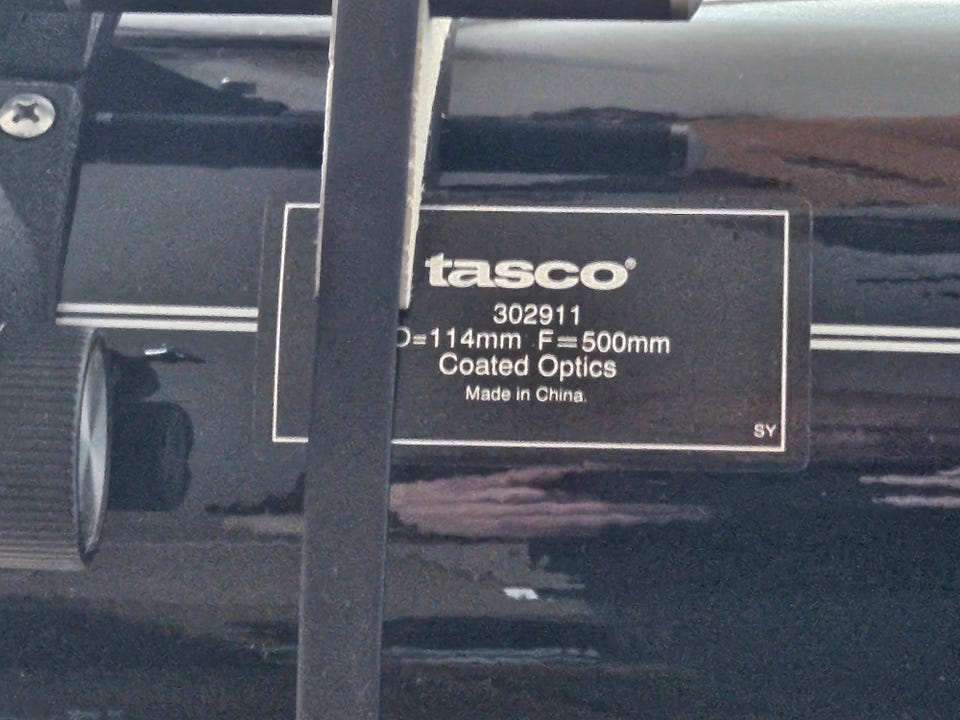 tasco®
302911
D=114mm F=500mm
Coated Optics
Made in China.
SY